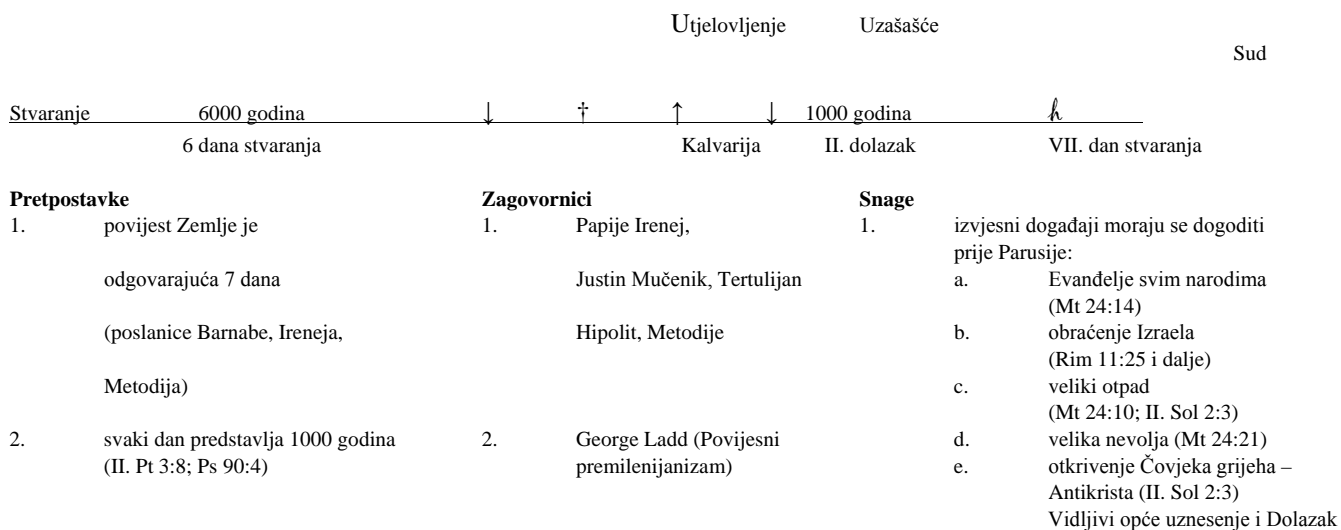 Utjelovljenje Uzašašće
Sud
Stvaranje 6000 godina ↓ † ↑ ↓ 1000 godina h
6 dana stvaranja Kalvarija II. dolazak VII. dan stvaranja
Pretpostavke Zagovornici Snage
1. povijest Zemlje je 1. Papije Irenej, 1. izvjesni događaji moraju se dogoditi
prije Parusije:
odgovarajuća 7 dana Justin Mučenik, Tertulijan a. Evanđelje svim narodima
(Mt 24:14)
(poslanice Barnabe, Ireneja, Hipolit, Metodije b. obraćenje Izraela
(Rim 11:25 i dalje)
Metodija) c. veliki otpad
(Mt 24:10; II. Sol 2:3)
2. svaki dan predstavlja 1000 godina 2. George Ladd (Povijesni d. velika nevolja (Mt 24:21)
(II. Pt 3:8; Ps 90:4) premilenijanizam) e. otkrivenje Čovjeka grijeha –
Antikrista (II. Sol 2:3)
Vidljivi opće uznesenje i Dolazak